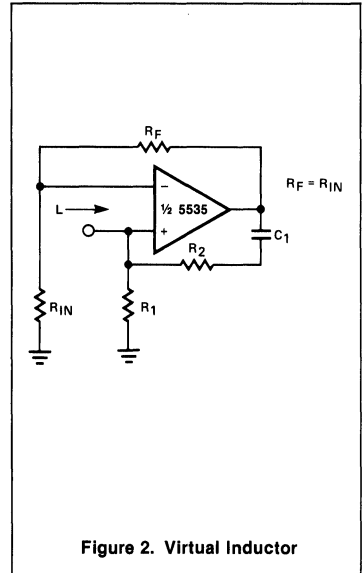 RF
RF = RIN
L
−
½ 5535
+
R2
C1
RIN
R1
Figure 2. Virtual Inductor